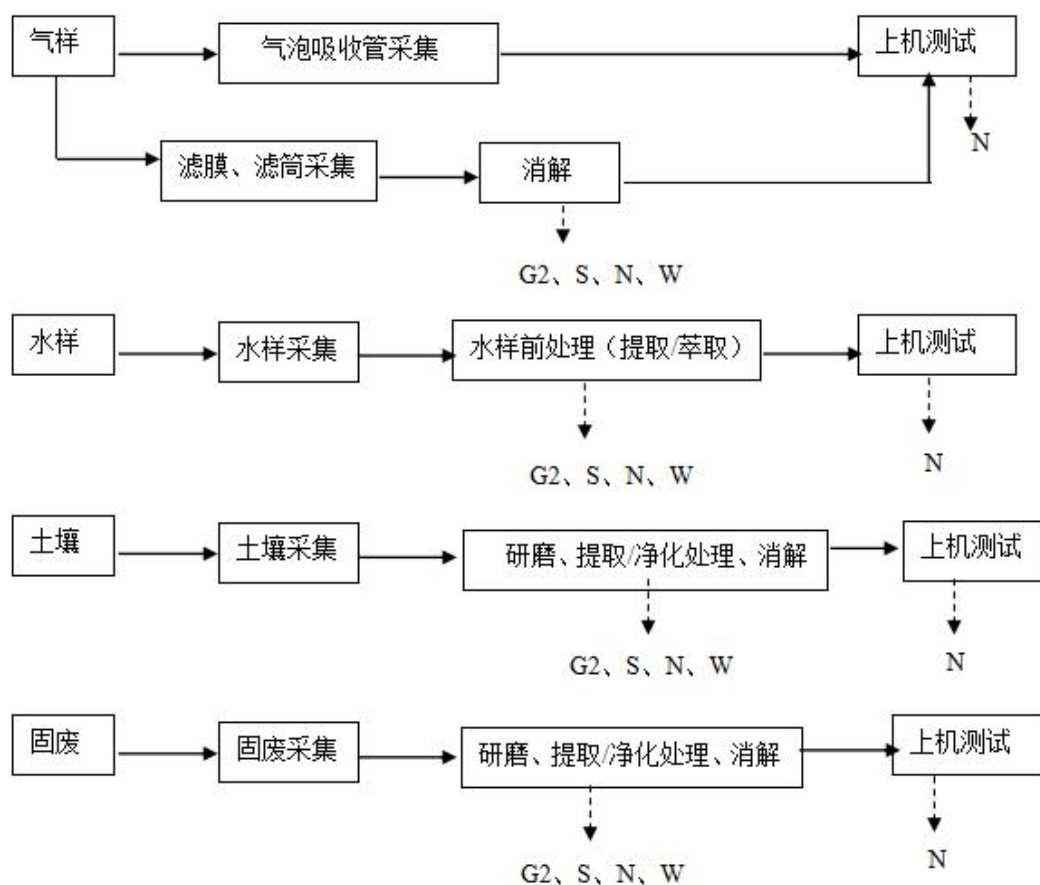 气样
气泡吸收管采集
上机测试
N
滤膜、滤筒采集
消解
G2、S、N、W
水样
水样采集
水样前处理（提取/萃取）
上机测试
G2、S、N、W
N
土壤
土壤采集
研磨、提取/净化处理、消解
上机测试
G2、S、N、W
N
固废
固废采集
研磨、提取/净化处理、消解
上机测试
G2、S、N、W
N